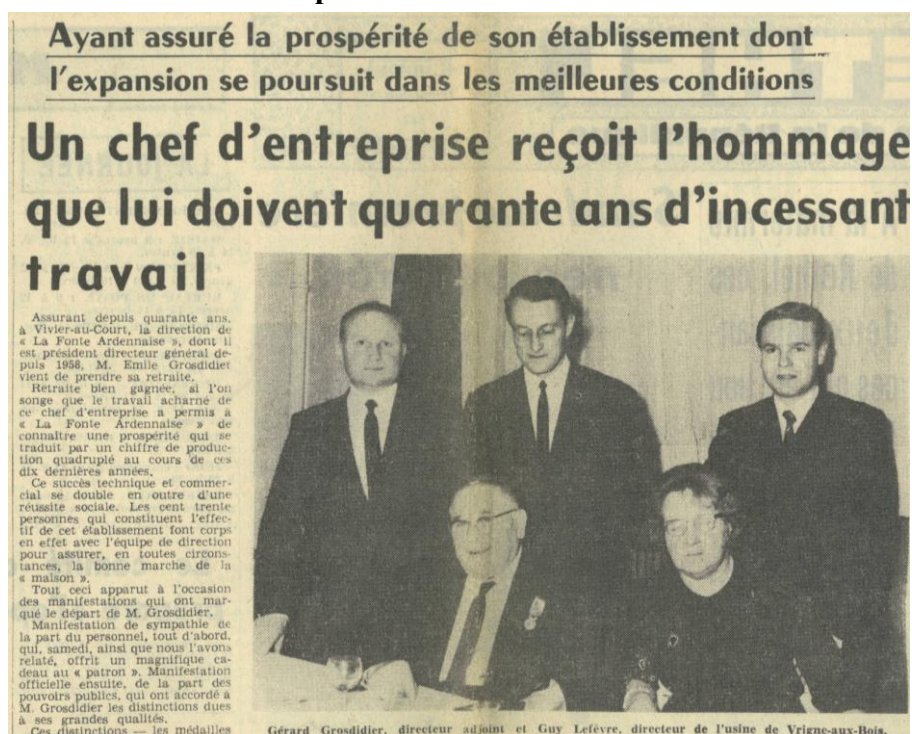 Ayant assuré la prospérité de son établissement dont
l'expansion se poursuit dans les meilleures conditions
Un chef d'entreprise reçoit l'hommage
que lui doivent quarante ans d'incessant
travail
Assurant depuis quarante ans,
à Vivier-au-Court, la direction de
« La Fonte Ardennaise », dont il
est président directeur général de-
puis 1958, M. Emile Grosdidier
vient de prendre sa retraite.
Retraite bien gagnée, si l'on
songe que le travail acharné de
ce chef d'entreprise a permis à
« La Fonte Ardennaise » de
connaître une prospérité qui se
traduit par un chiffre de produc-
tion quadruplé au cours de ces
dix dernières années.
Ce succès technique et commer-
cial se double en outre d'une
réussite sociale. Les cent trente
personnes qui constituent l'effec-
tif de cet établissement font corps
en effet avec l'équipe de direction
pour assurer, en toutes circons-
tances, la bonne marche de la
« maison ».
Tout ceci apparut à l'occasion
des manifestations qui ont mar-
qué le départ de M. Grosdidier.
Manifestation de sympathie de
la part du personnel, tout d'abord,
qui, samedi, ainsi que nous l'avons
relaté, offrit un magnifique ca-
deau au « patron ». Manifestation
officielle ensuite, de la part des
pouvoirs publics, qui ont accordé à
M. Grosdidier les distinctions dues
à ses grandes qualités.
Ces distinctions — les médailles
Gérard Grosdidier, directeur adjoint et Guy Lefèvre, directeur de l'usine de Vrigne-aux-Bois.